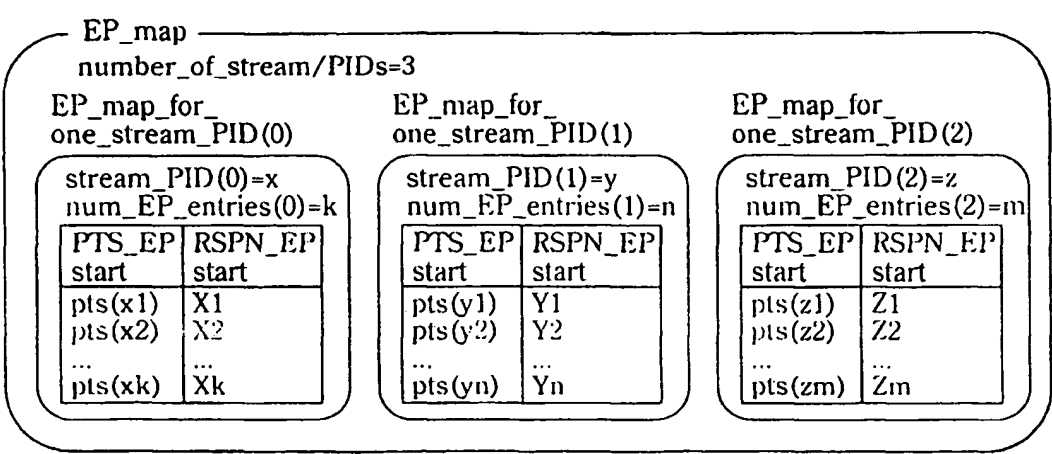 EP_map
number_of_stream/PIDs=3
EP_map_for_
one_stream_PID(0)
stream_PID(0)=x
num_EP_entries(0)=k
PTS_EP RSPN_EP
start start
pts(x1) X1
pts(x2) X2
... ...
pts(xk) Xk
EP_map_for_
one_stream_PID(1)
stream_PID(1)=y
num_EP_entries(1)=n
PTS_EP RSPN_EP
start start
pts(y1) Y1
pts(y2) Y2
... ...
pts(yn) Yn
EP_map_for_
one_stream_PID(2)
stream_PID(2)=z
num_EP_entries(2)=m
PTS_EP RSPN_EP
start start
pts(z1) Z1
pts(z2) Z2
... ...
pts(zm) Zm